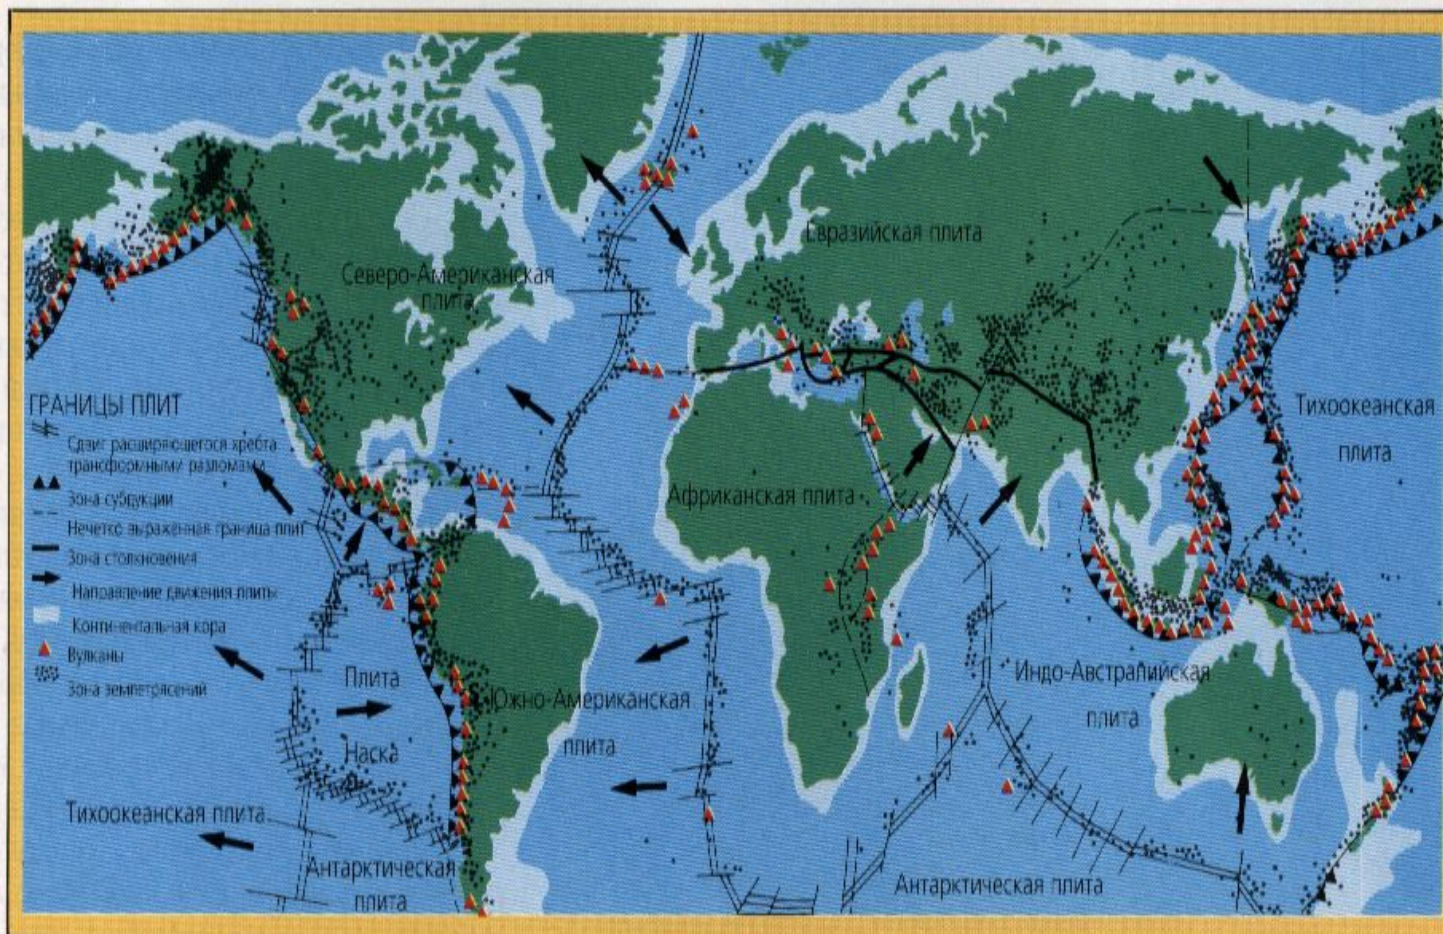 Евразийская плита
Северо-Американская
плита
ГРАНИЦЫ ПЛИТ
Сдвиг расширяющегося хребта
трансформными разломами
Зона субдукции
Нечетко выраженная граница плит
Зона столкновения
Направление движения плиты
Континентальная кора
Вулканы
Зона землетрясений
Тихоокеанская
плита
Африканская плита
Индо-Австралийская
плита
Плита
Наска
Южно-Американская
плита
Тихоокеанская плита
Антарктическая
плита
Антарктическая плита